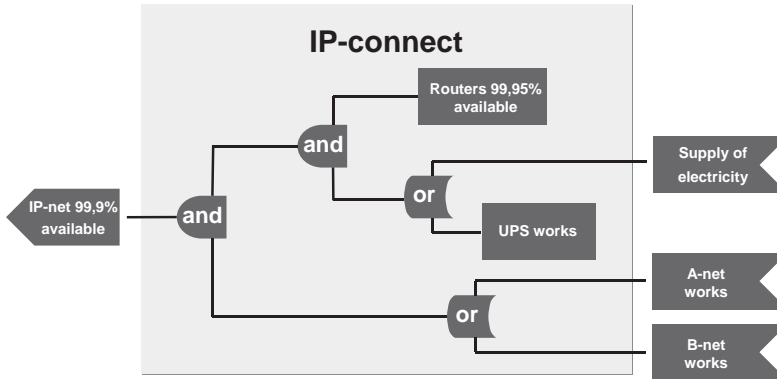 IP-connect
Routers 99,95%
available
and
Supply of
electricity
or
IP-net 99,9%
available
and
UPS works
A-net
works
or
B-net
works